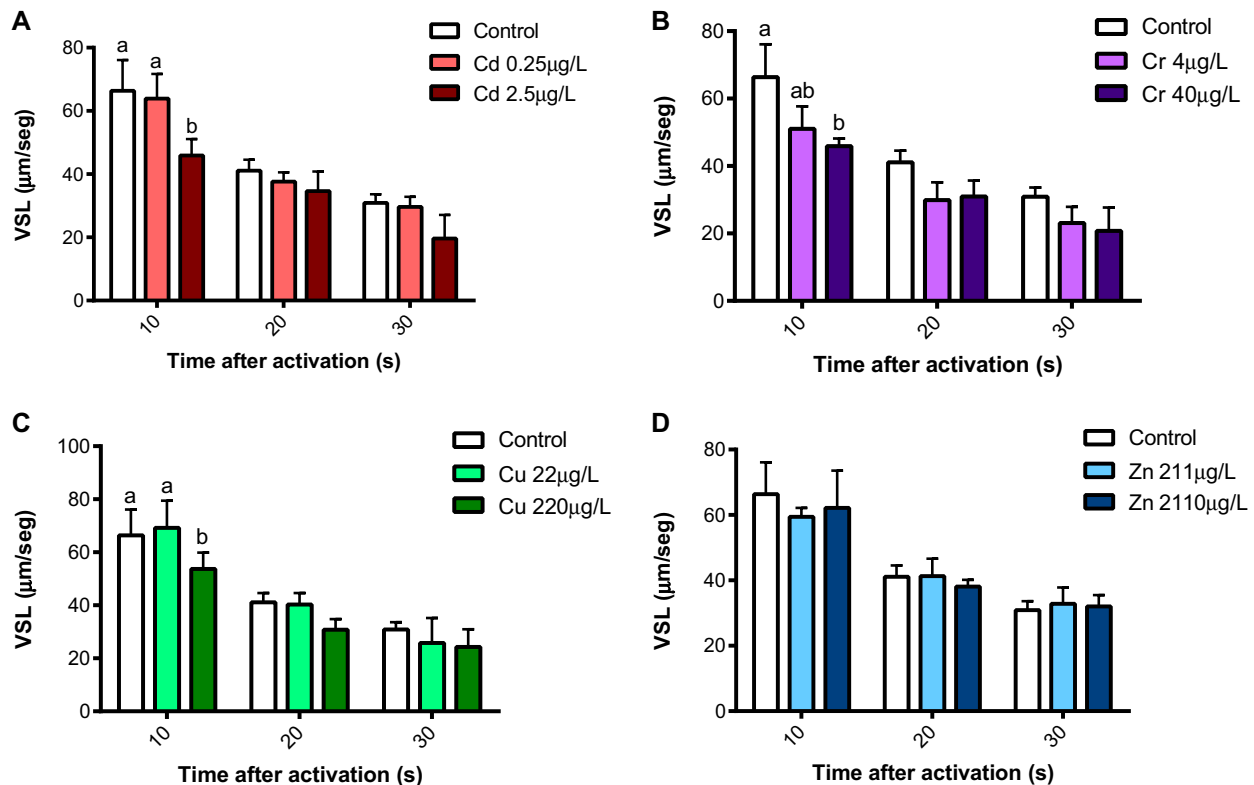 A
Control
Cd 0.25μg/L
Cd 2.5μg/L
80
60
40
20
0
VSL (μm/seg)
a
a
b
10
20
30
Time after activation (s)
B
Control
Cr 4μg/L
Cr 40μg/L
80
60
40
20
0
VSL (μm/seg)
a
ab
b
10
20
30
Time after activation (s)
C
Control
Cu 22μg/L
Cu 220μg/L
100
80
60
40
20
0
VSL (μm/seg)
a
a
b
10
20
30
Time after activation (s)
D
Control
Zn 211μg/L
Zn 2110μg/L
80
60
40
20
0
VSL (μm/seg)
10
20
30
Time after activation (s)